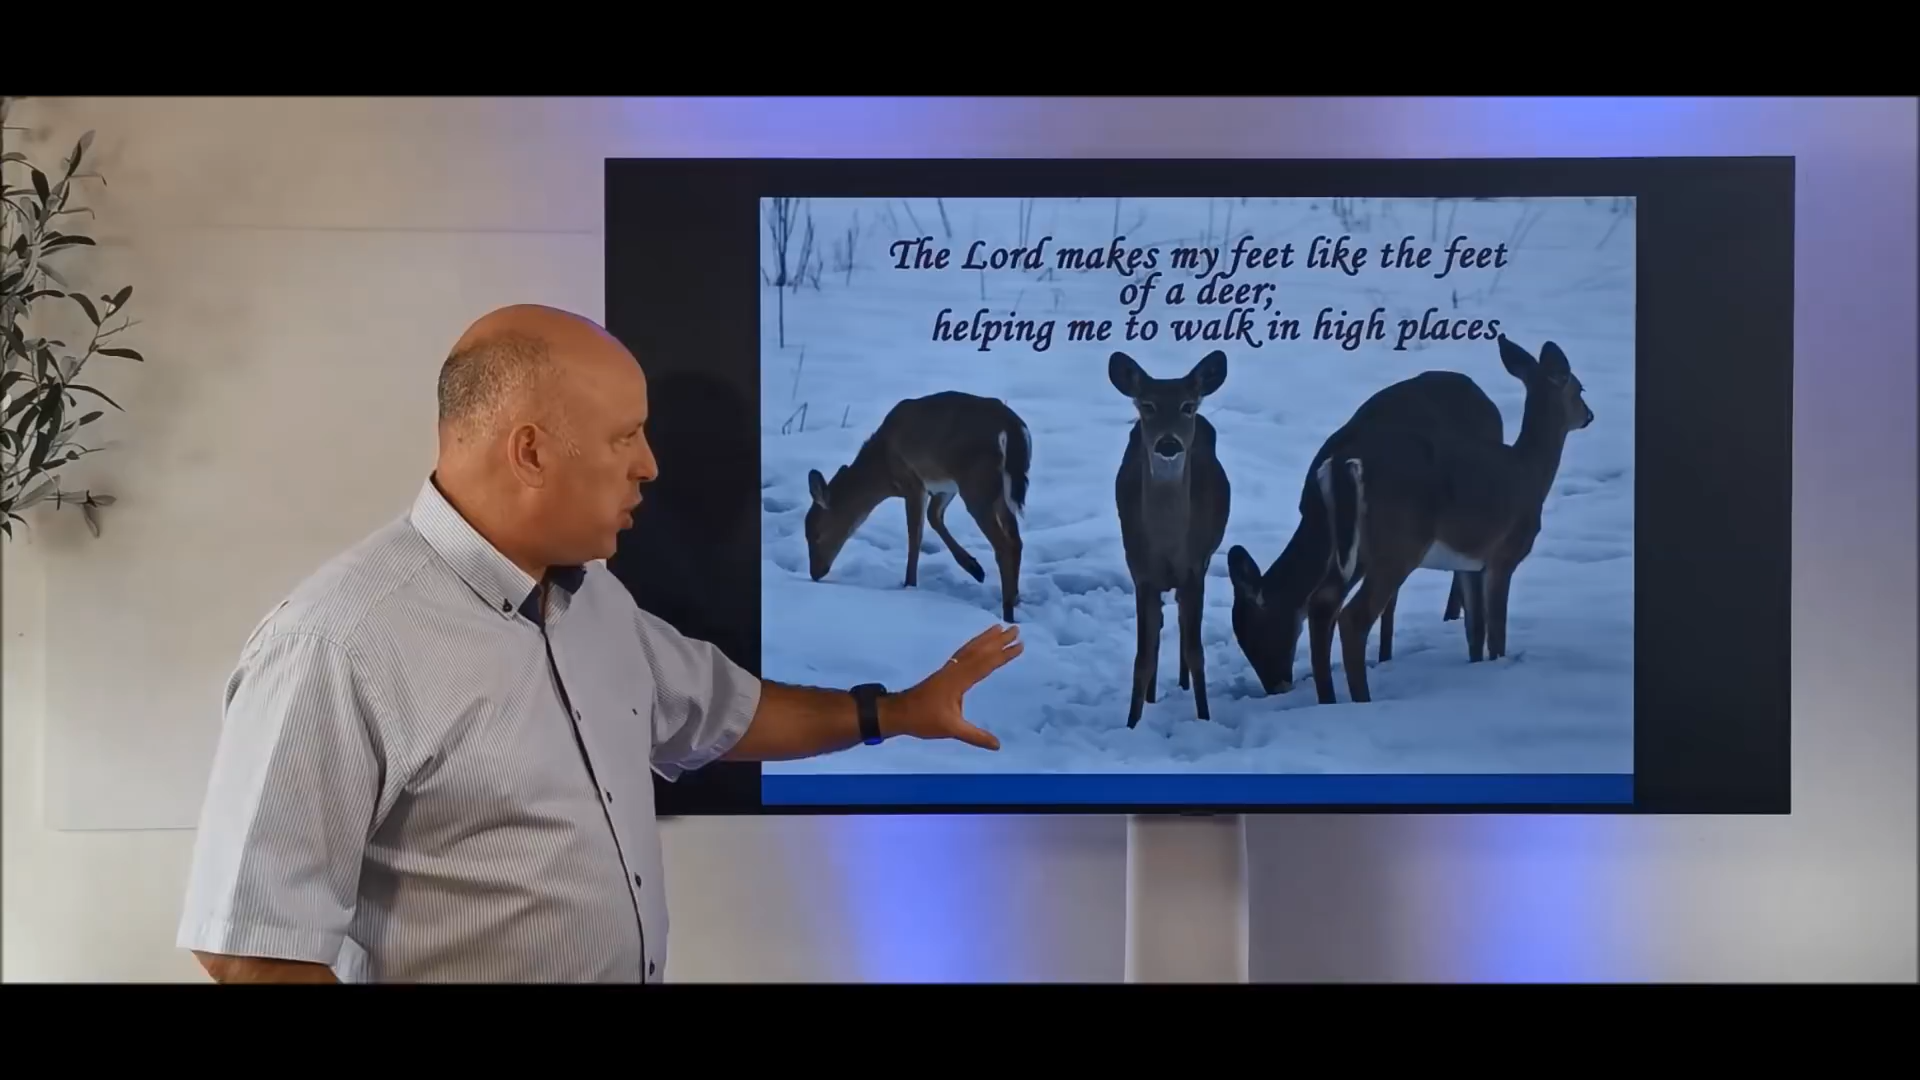 The Lord makes my feet like the feet
of a deer;
helping me to walk in high places.